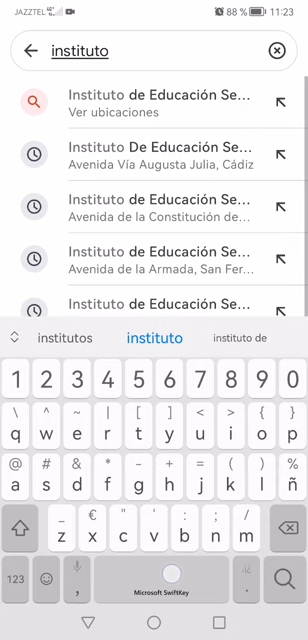 JAZZTEL 88 % 11:23
instituto
Instituto de Educación Se...
Ver ubicaciones
Instituto De Educación Se...
Avenida Vía Augusta Julia, Cádiz
Instituto de Educación Se...
Avenida de la Constitución de...
Instituto de Educación Se...
Avenida de la Armada, San Fer...
Instituto de Educación Se...
institutos instituto instituto de
1 2 3 4 5 6 7 8 9 0
\ ^ ~ | [ ] < > { }
q w e r t y u i o p
@ # & * - + = ( ) %
a s d f g h j k l ñ
_ € " ' : ; /
z x c v b n m
123 , .
Microsoft SwiftKey